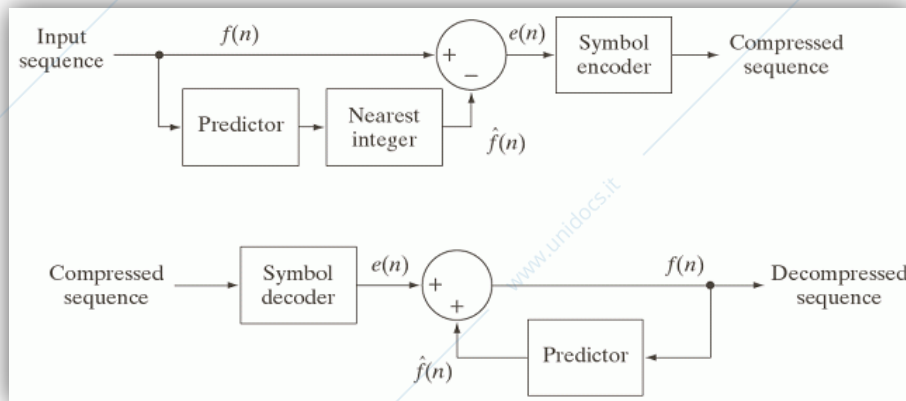 Input
sequence
f(n)
Predictor
Nearest
integer
+
−
f̂(n)
e(n)
Symbol
encoder
Compressed
sequence
www.unidocs.it
Compressed
sequence
Symbol
decoder
e(n)
+
+
f̂(n)
Predictor
f(n)
Decompressed
sequence